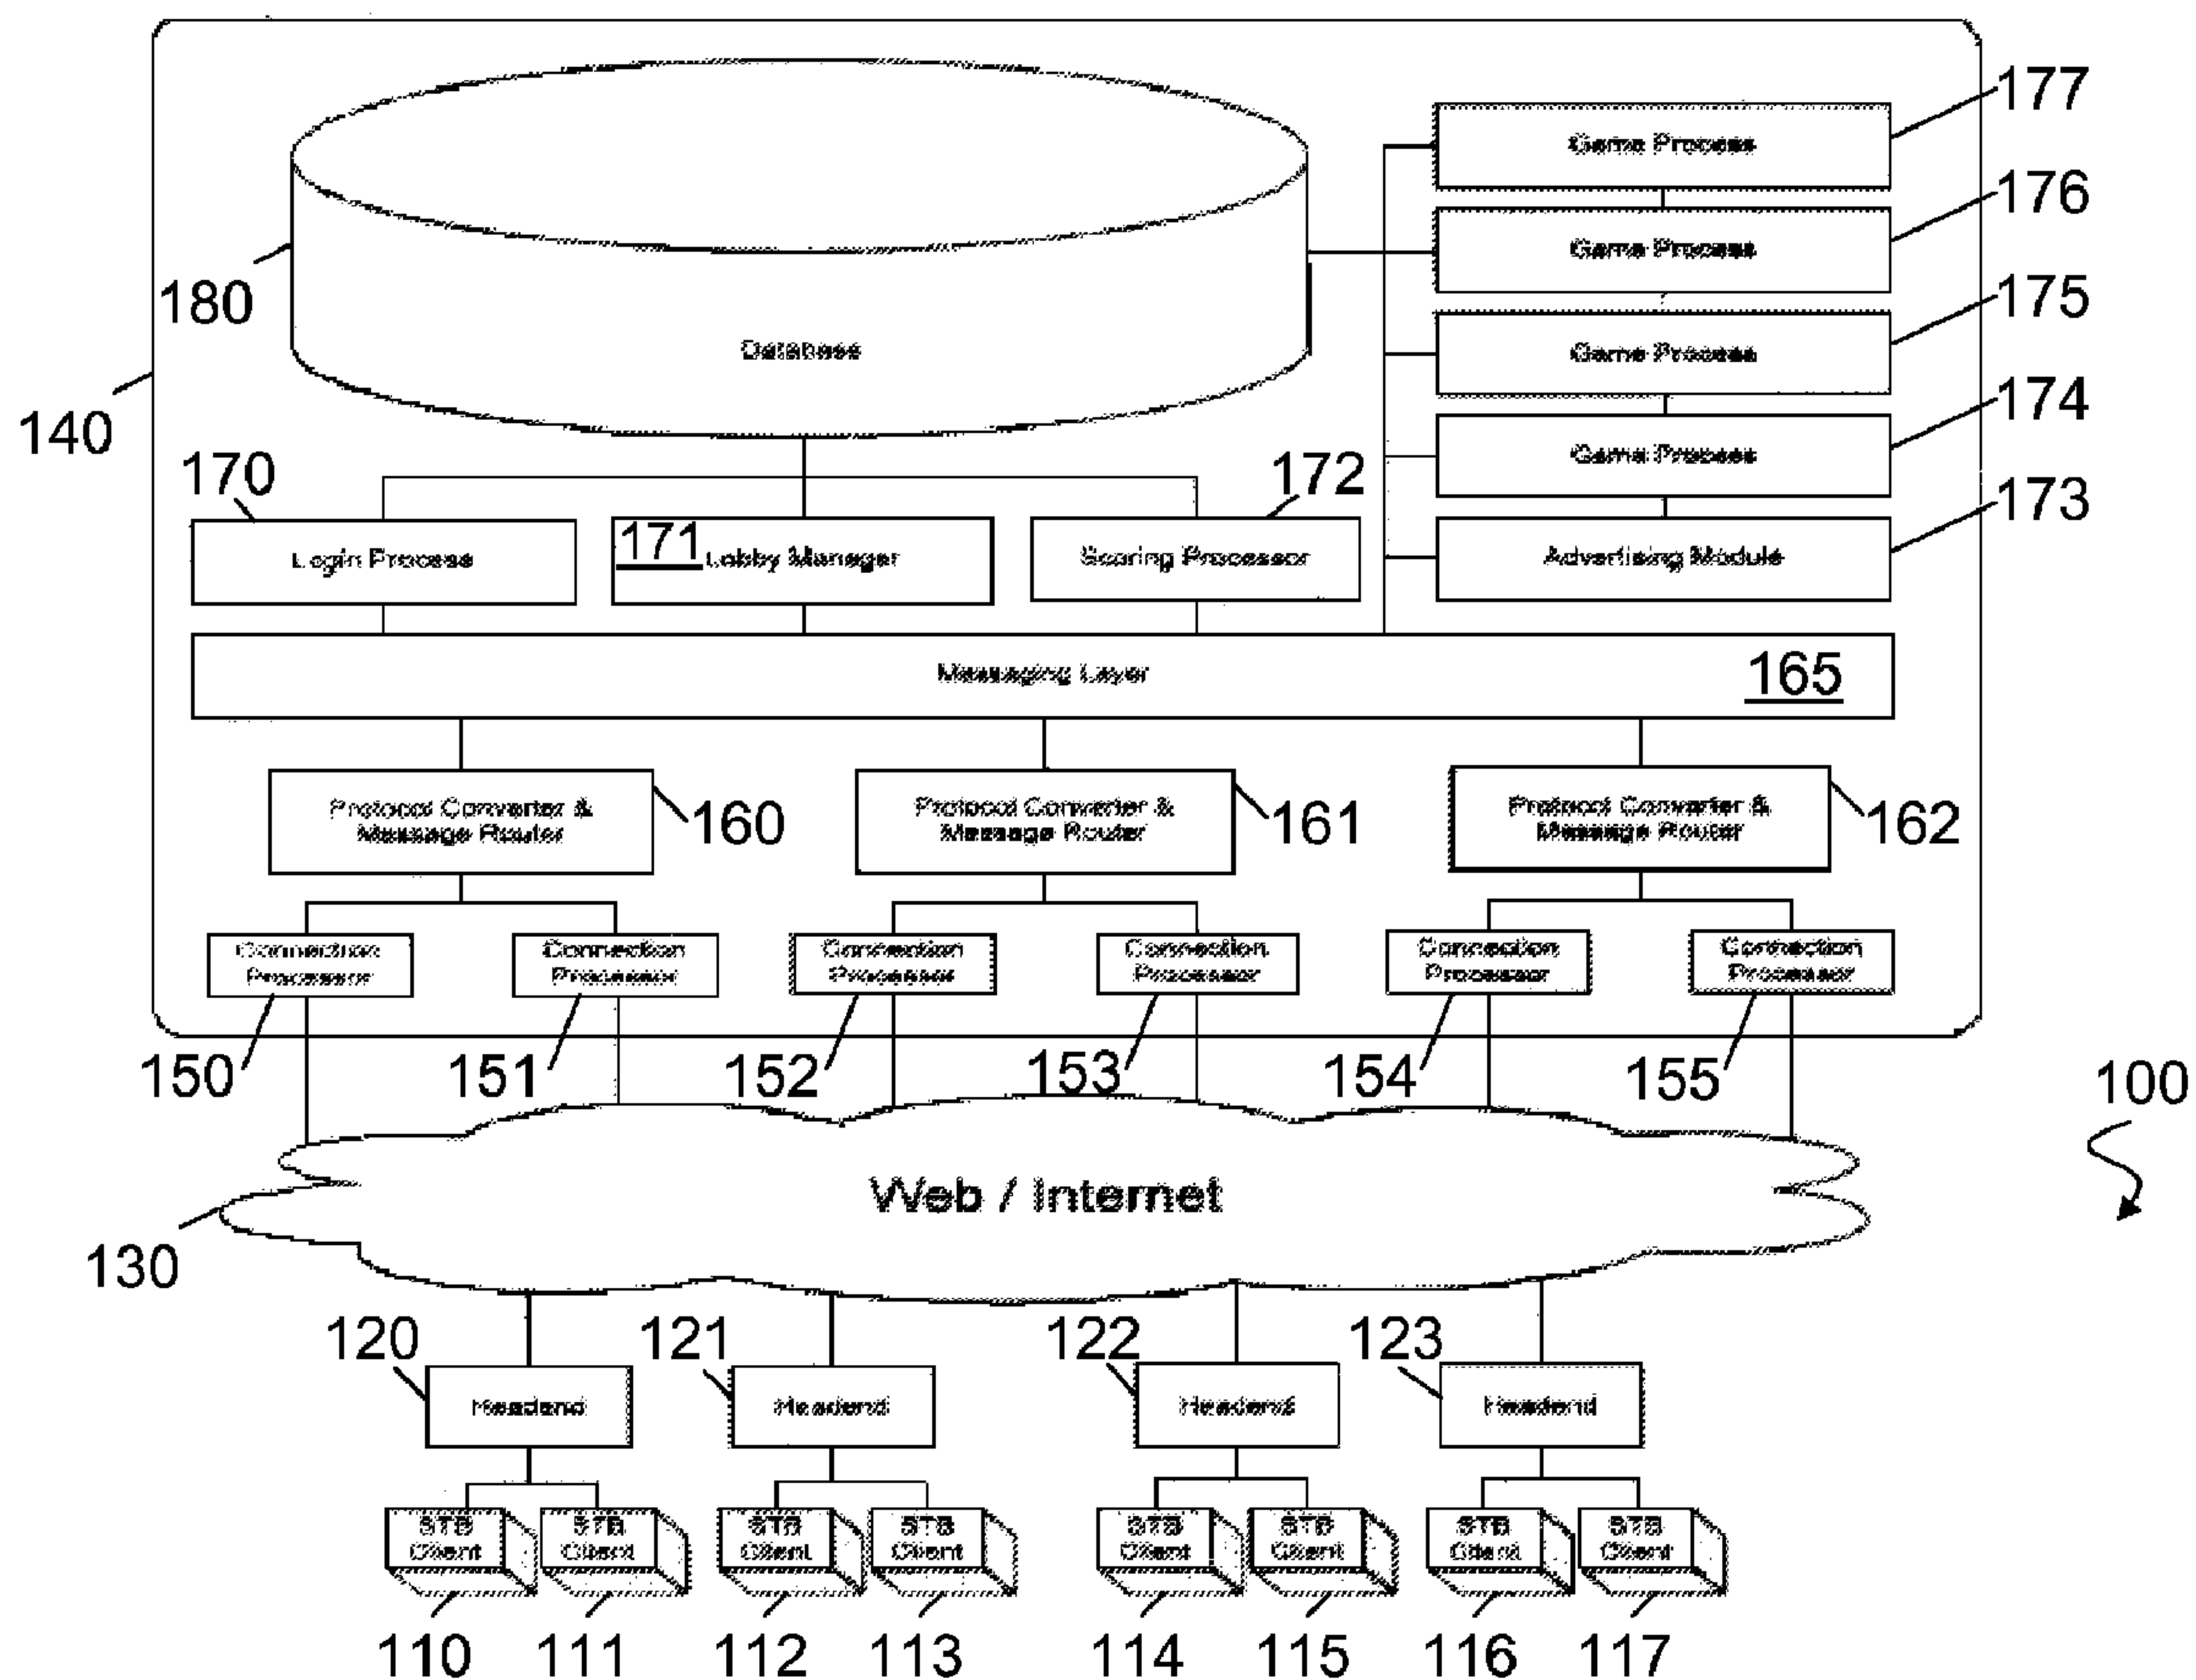 177
Game Process
176
Game Process
180
175
Game Process
Database
174
140
Game Process
170
172
173
Login Process
171 Lobby Manager
Scoring Processor
Advertising Module
Messaging Layer
165
Protocol Converter &
Message Router
160
Protocol Converter &
Message Router
161
Protocol Converter &
Message Router
162
Connection
Processor
Connection
Processor
Connection
Processor
Connection
Processor
Connection
Processor
Connection
Processor
150
151
152
153
154
155
100
Web / Internet
130
120
121
122
123
Headend
Headend
Headend
Headend
STB
Client
STB
Client
STB
Client
STB
Client
STB
Client
STB
Client
STB
Client
STB
Client
110
111
112
113
114
115
116
117